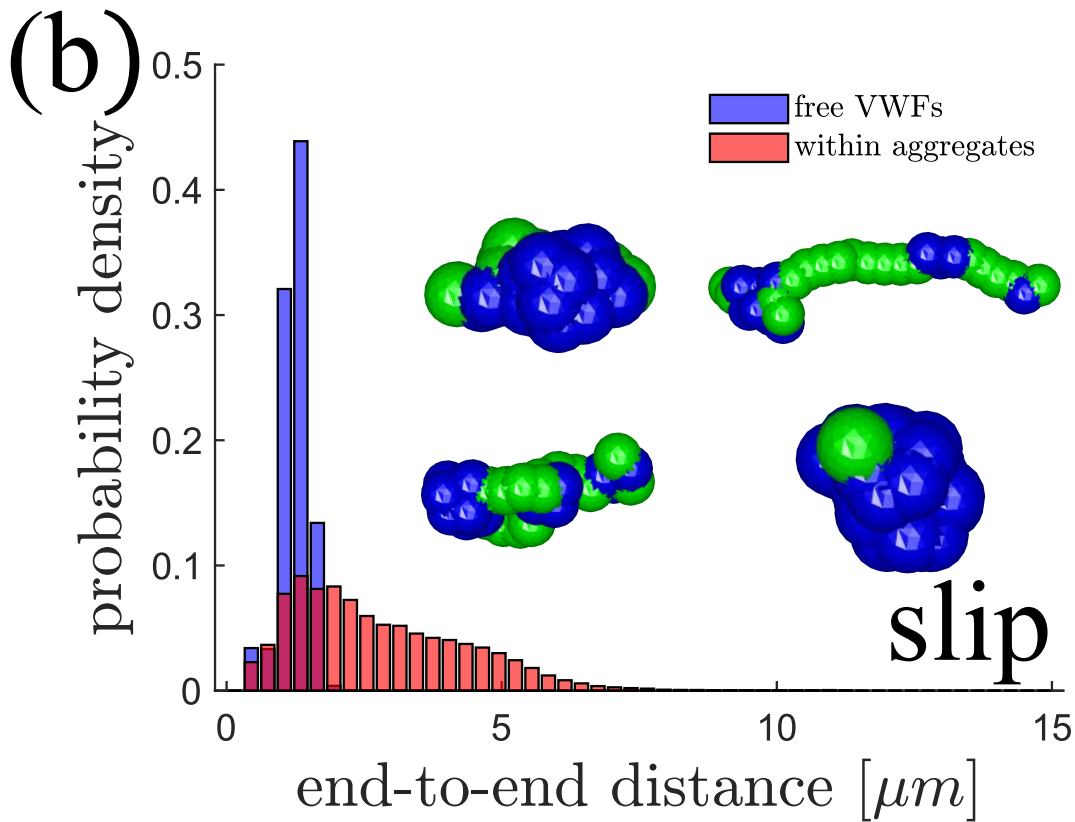 (b)
probability density
0.5
0.4
0.3
0.2
0.1
0
free VWFs
within aggregates
slip
0
5
10
15
end-to-end distance [μm]